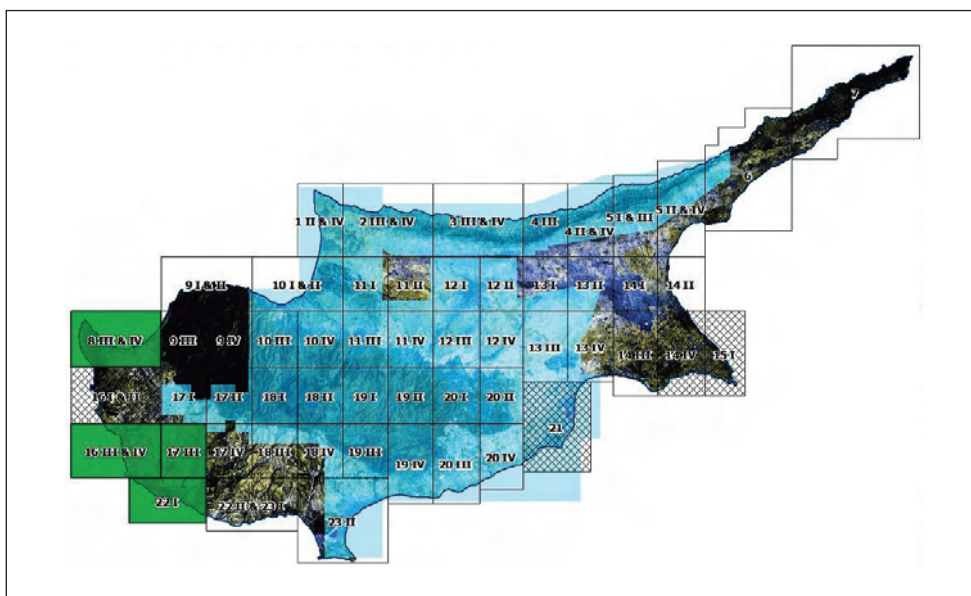 7
6
1 II & IV
2 III & IV
3 III & IV
4 III
4 II & IV
5 I & III
5 II & IV
9 I & II
10 I & II
11 I
11 II
12 I
12 II
13 I
13 II
14 I
14 II
8 III & IV
9 III
9 IV
10 III
10 IV
11 III
11 IV
12 III
12 IV
13 III
13 IV
14 III
14 IV
15 I
16 I & II
17 I
17 II
18 I
18 II
19 I
19 II
20 I
20 II
21
16 III & IV
17 III
17 IV
18 III
18 IV
19 III
19 IV
20 III
20 IV
22 I
22 II & 23 I
23 II